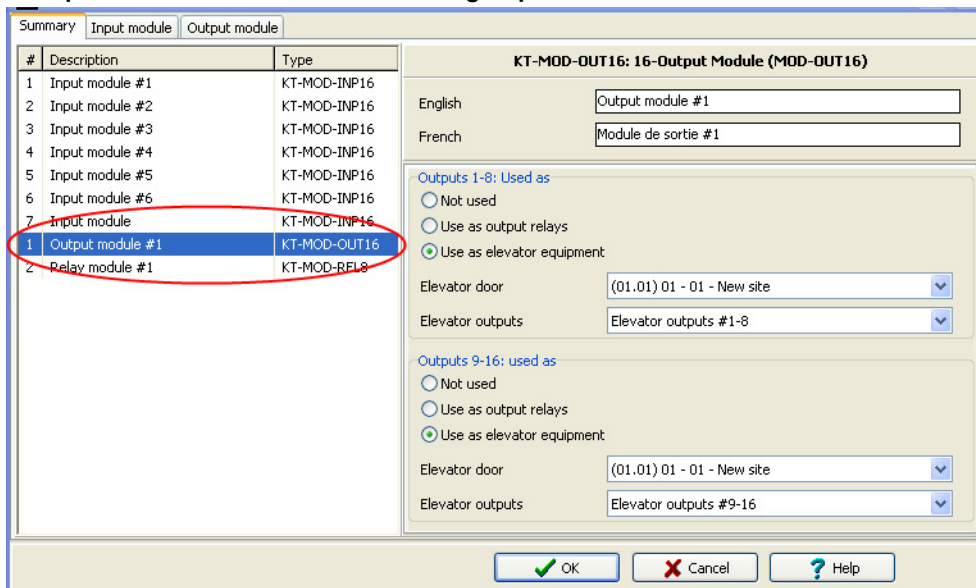 Summary Input module Output module
# Description Type
1 Input module #1 KT-MOD-INP16
2 Input module #2 KT-MOD-INP16
3 Input module #3 KT-MOD-INP16
4 Input module #4 KT-MOD-INP16
5 Input module #5 KT-MOD-INP16
6 Input module #6 KT-MOD-INP16
7 Input module KT-MOD-INP16
1 Output module #1 KT-MOD-OUT16
2 Relay module #1 KT-MOD-REL8
KT-MOD-OUT16: 16-Output Module (MOD-OUT16)
English Output module #1
French Module de sortie #1
Outputs 1-8: Used as
Not used
Use as output relays
Use as elevator equipment
Elevator door (01.01) 01 - 01 - New site
Elevator outputs Elevator outputs #1-8
Outputs 9-16: used as
Not used
Use as output relays
Use as elevator equipment
Elevator door (01.01) 01 - 01 - New site
Elevator outputs Elevator outputs #9-16
OK Cancel Help